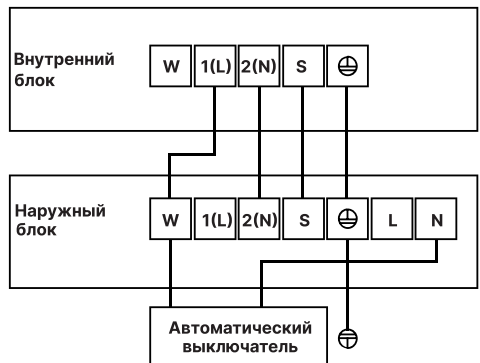 Внутренний
блок
W 1(L) 2(N) S
Наружный
блок
W 1(L) 2(N) S L N
Автоматический
выключатель